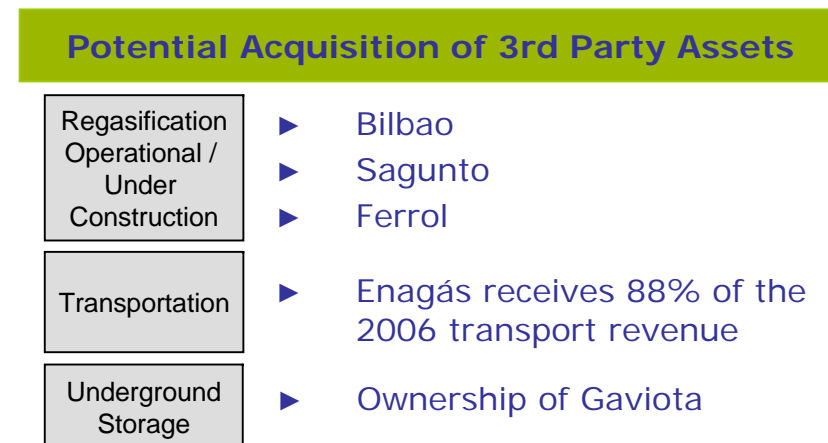 Potential Acquisition of 3rd Party Assets
Regasification
Operational /
Under
Construction
► Bilbao
► Sagunto
► Ferrol
Transportation
► Enagás receives 88% of the
2006 transport revenue
Underground
Storage
► Ownership of Gaviota